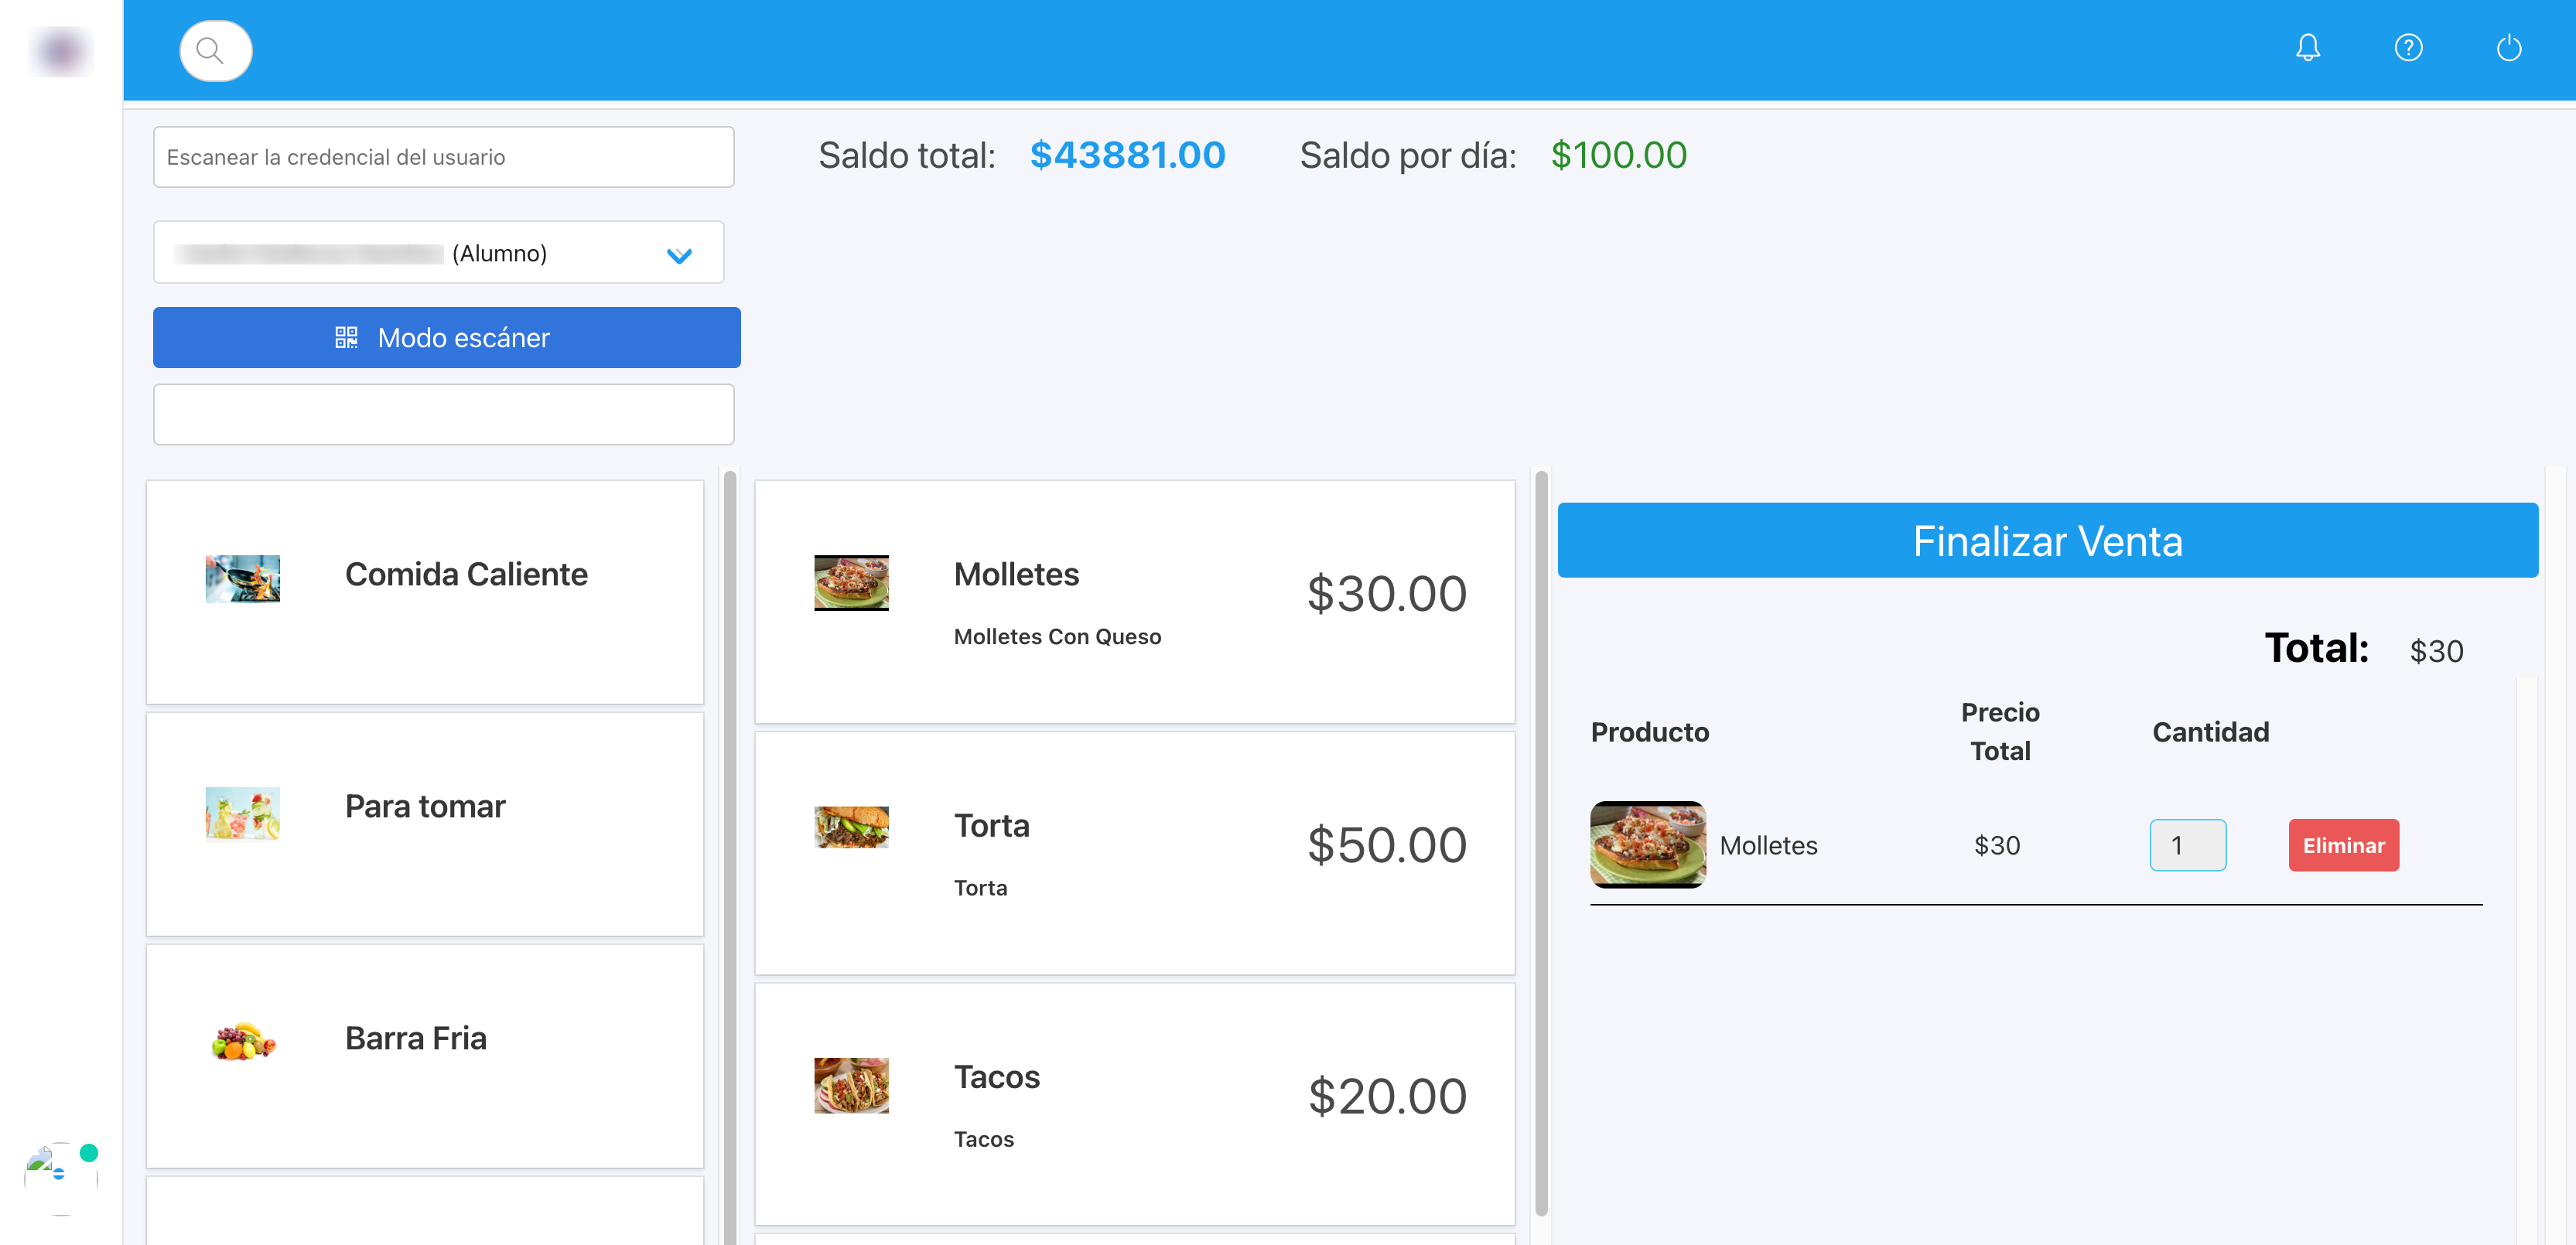 Escanear la credencial del usuario
Saldo total: $43881.00 Saldo por día: $100.00
(Alumno)
Modo escáner
Comida Caliente
Para tomar
Barra Fria
Molletes
$30.00
Molletes Con Queso
Torta
$50.00
Torta
Tacos
$20.00
Tacos
Finalizar Venta
Total: $30
Producto Precio Total Cantidad
Molletes $30 1 Eliminar